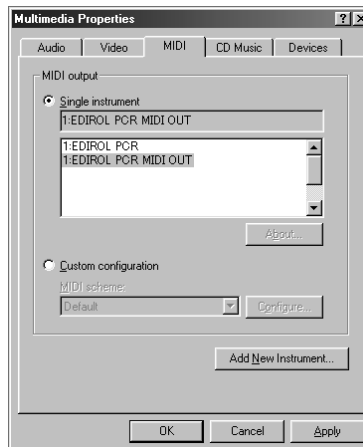 Multimedia Properties
Audio Video MIDI CD Music Devices
MIDI output
Single instrument
1:EDIROL PCR MIDI OUT
1:EDIROL PCR
1:EDIROL PCR MIDI OUT
About...
Custom configuration
MIDI scheme:
Default Configure...
Add New Instrument...
OK Cancel Apply